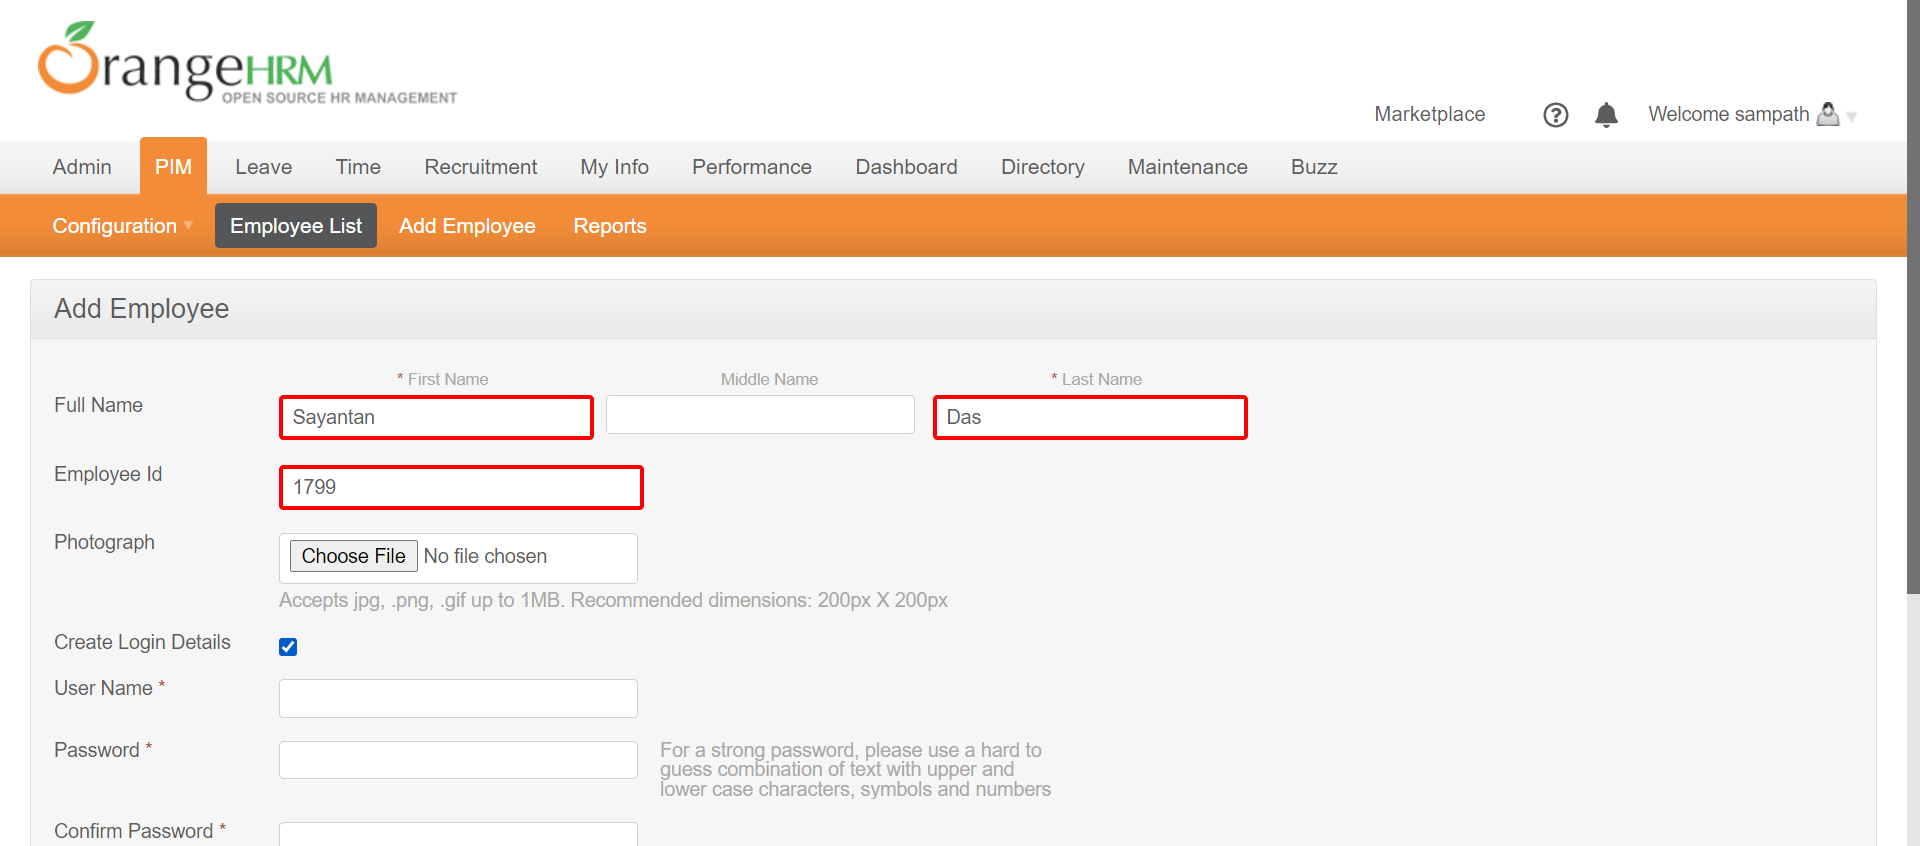 OrangeHRM
OPEN SOURCE HR MANAGEMENT
Marketplace ? Welcome sampath
Admin PIM Leave Time Recruitment My Info Performance Dashboard Directory Maintenance Buzz
Configuration Employee List Add Employee Reports
Add Employee
* First Name Middle Name * Last Name
Full Name Sayantan Das
Employee Id 1799
Photograph Choose File No file chosen
Accepts jpg, .png, .gif up to 1MB. Recommended dimensions: 200px X 200px
Create Login Details
User Name *
Password * For a strong password, please use a hard to
guess combination of text with upper and
lower case characters, symbols and numbers
Confirm Password *